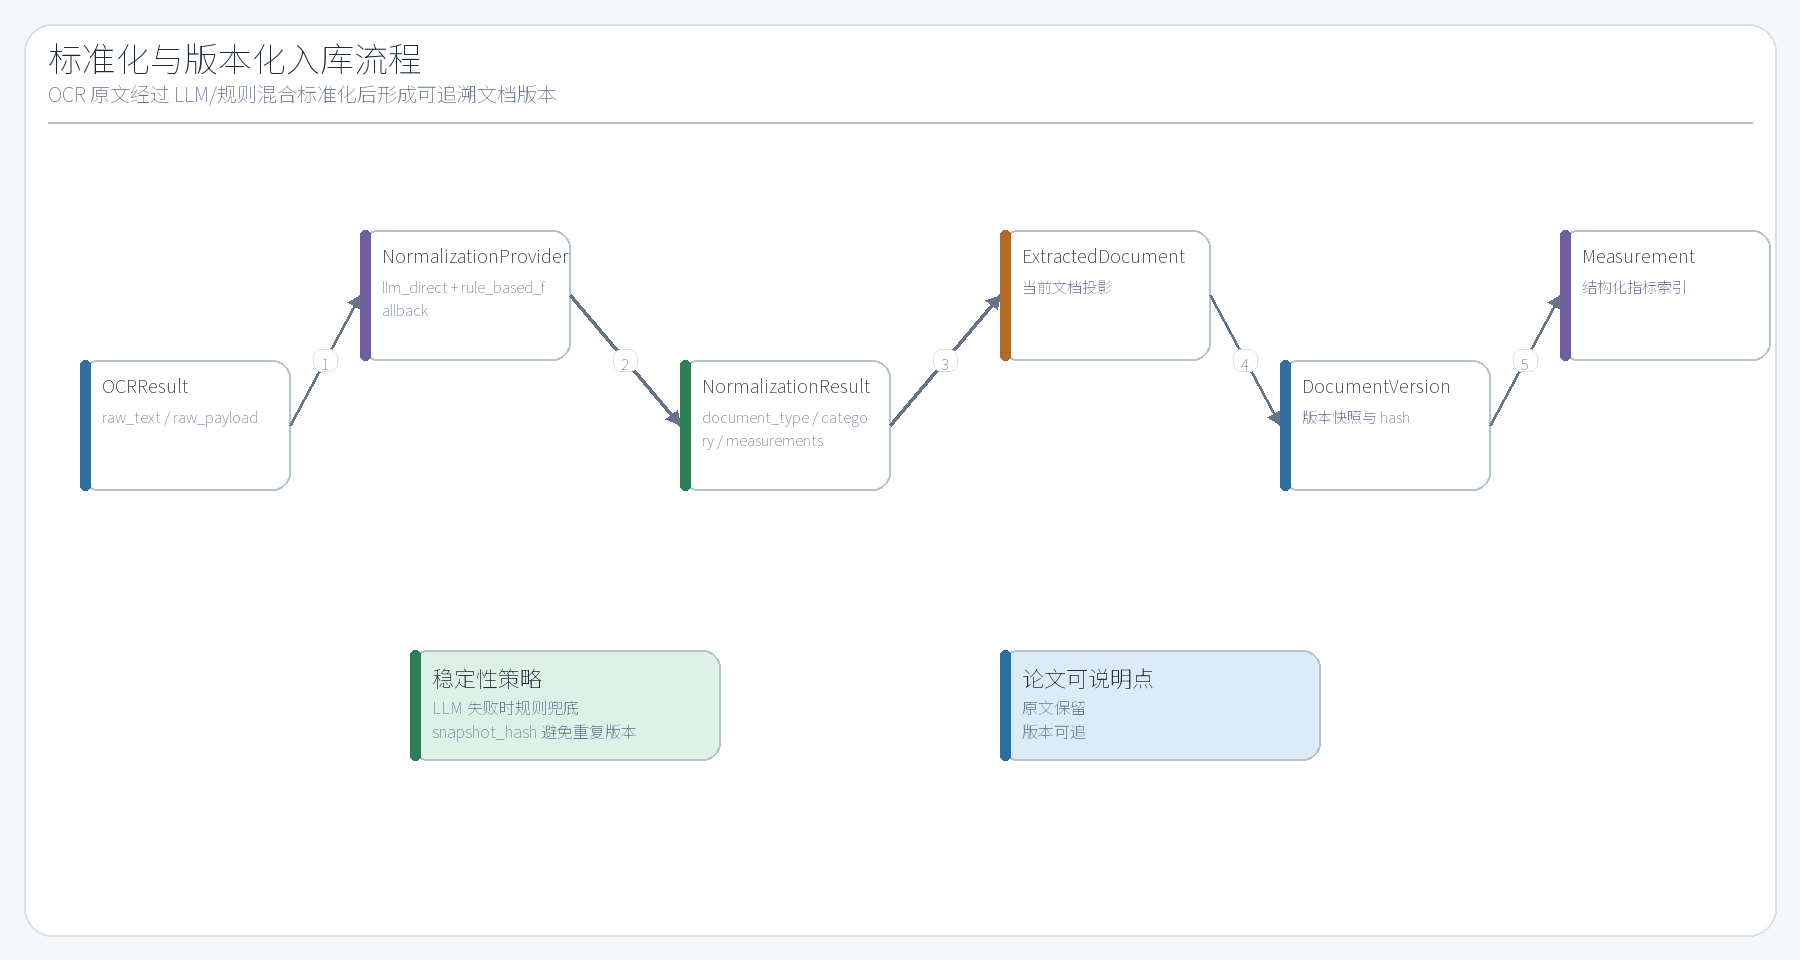 标准化与版本化入库流程
OCR 原文经过 LLM/规则混合标准化后形成可追溯文档版本
OCRResult
raw_text / raw_payload
1
NormalizationProvider
llm_direct + rule_based_f
allback
2
NormalizationResult
document_type / catego
ry / measurements
3
ExtractedDocument
当前文档投影
4
DocumentVersion
版本快照与 hash
5
Measurement
结构化指标索引
稳定性策略
LLM 失败时规则兜底
snapshot_hash 避免重复版本
论文可说明点
原文保留
版本可追